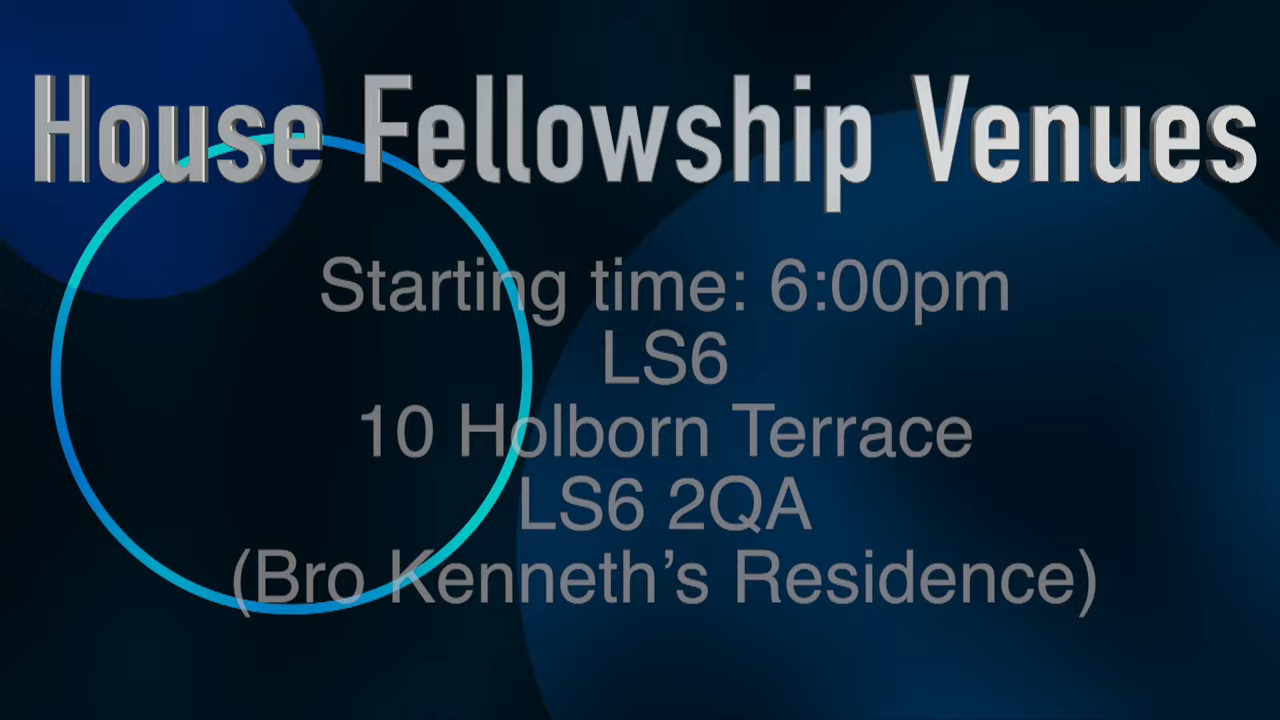 House Fellowship Venues
Starting time: 6:00pm
LS6
10 Holborn Terrace
LS6 2QA
(Bro Kenneth’s Residence)